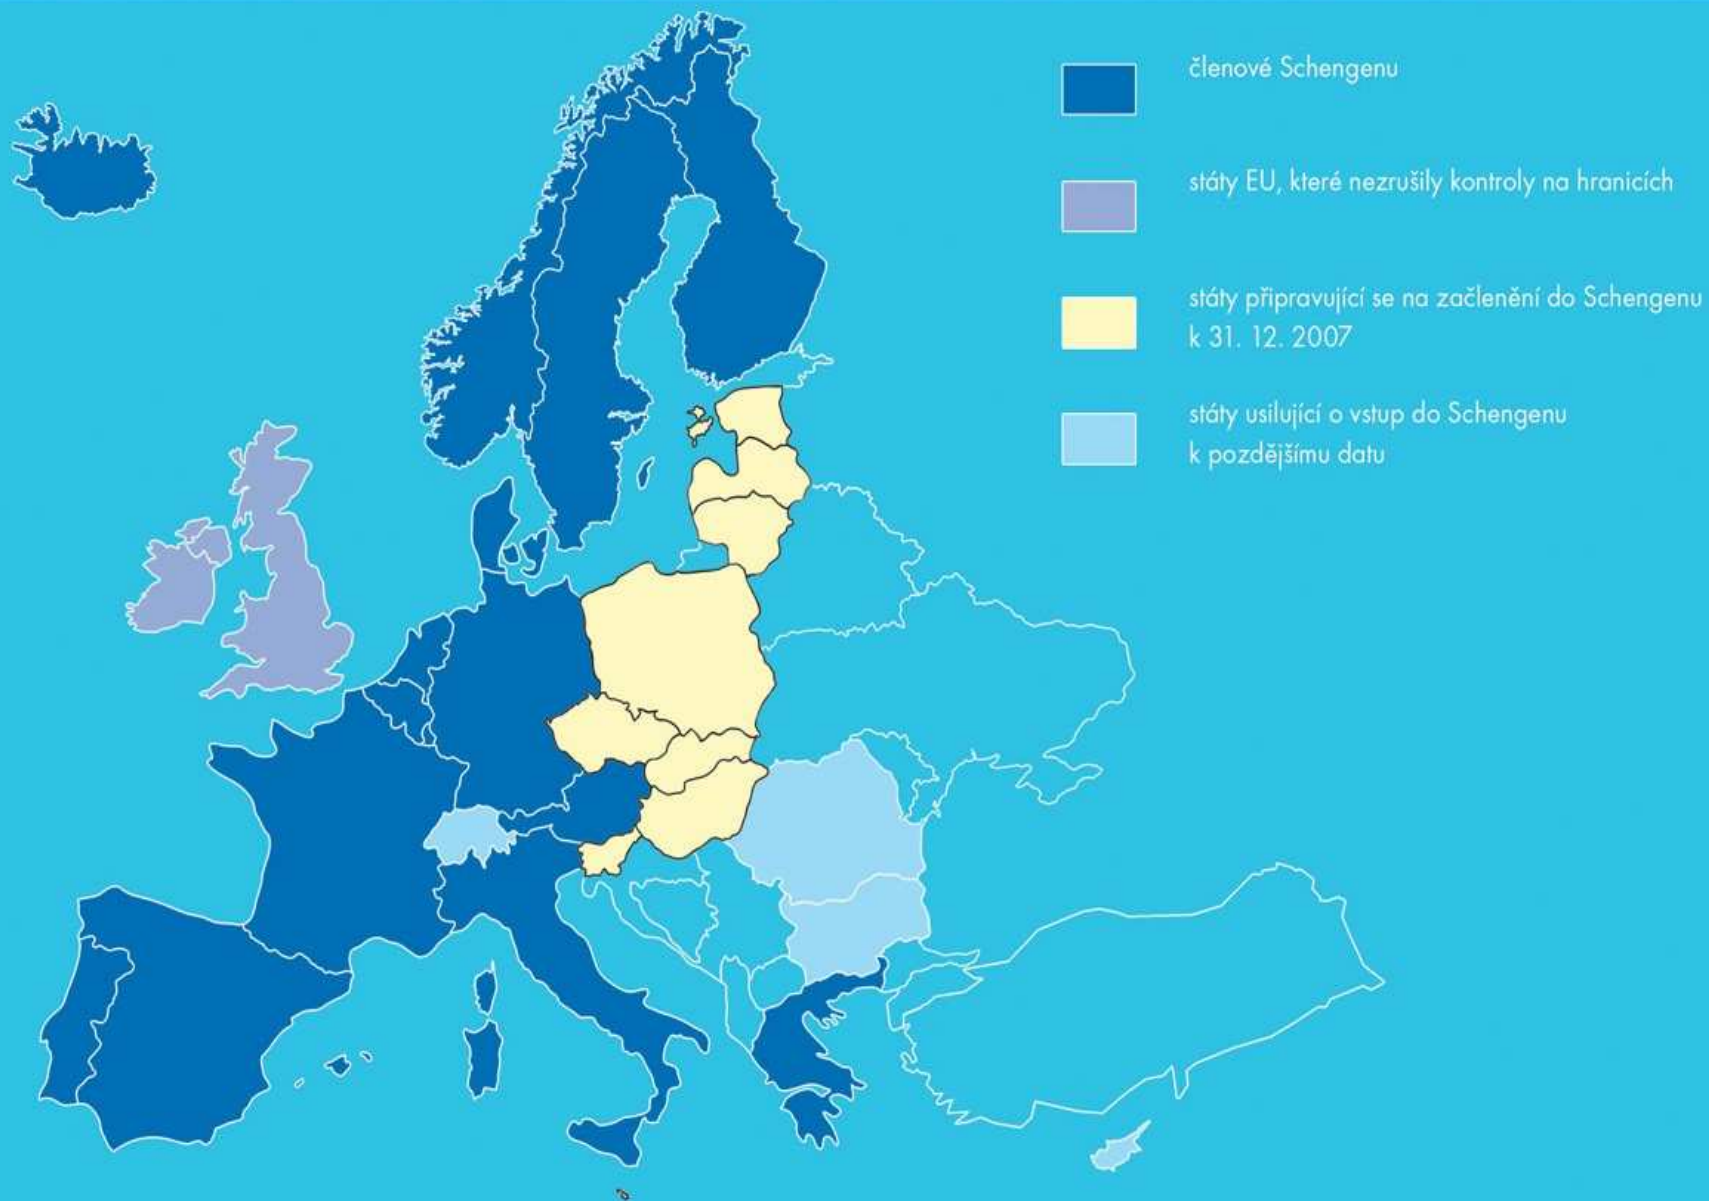 členové Schengenu
státy EU, které nezrušily kontroly na hranicích
státy připravující se na začlenění do Schengenu
k 31. 12. 2007
státy usilující o vstup do Schengenu
k pozdějšímu datu